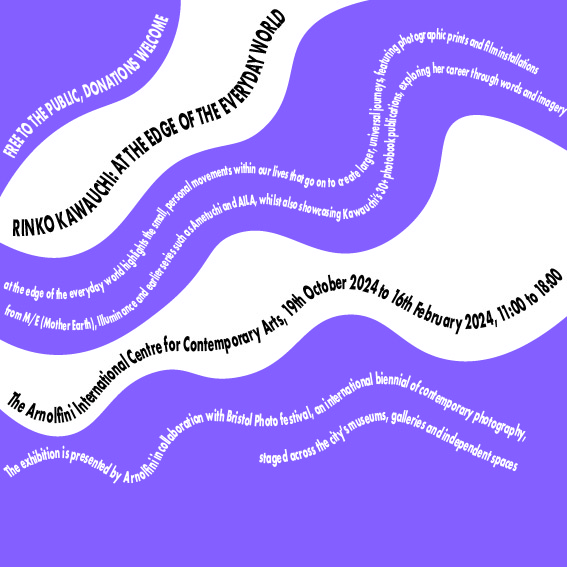 FREE TO THE PUBLIC, DONATIONS WELCOME
RINKO KAWAUCHI: AT THE EDGE OF THE EVERYDAY WORLD
at the edge of the everyday world highlights the small, personal movements within our lives that go on to create larger, universal journeys, featuring photographic prints and film installations
from M/E (Mother Earth), Illuminance and earlier series such as Ametuchi and AILA, whilst also showcasing Kawauchi's 30+ photobook publications, exploring her career through words and imagery
The Arnolfini International Centre for Contemporary Arts, 19th October 2024 to 16th February 2024, 11:00 to 18:00
The exhibition is presented by Arnolfini in collaboration with Bristol Photo festival, an international biennial of contemporary photography,
staged across the city's museums, galleries and independent spaces